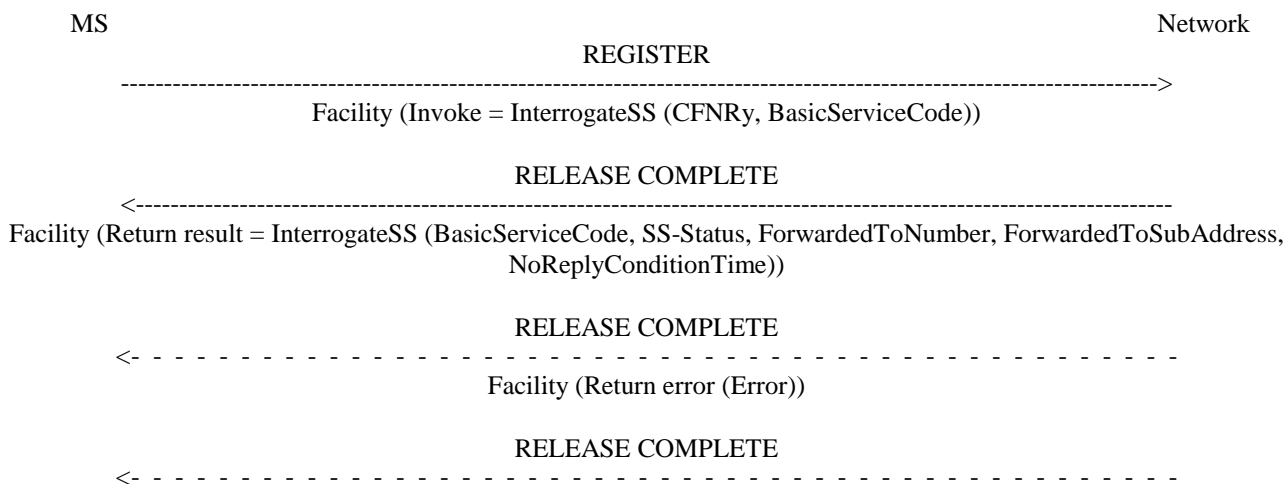 MS Network
REGISTER
------------------------------------------------------------------------------------------------------------------------>
Facility (Invoke = InterrogateSS (CFNRy, BasicServiceCode))
RELEASE COMPLETE
<------------------------------------------------------------------------------------------------------------------------
Facility (Return result = InterrogateSS (BasicServiceCode, SS-Status, ForwardedToNumber, ForwardedToSubAddress,
NoReplyConditionTime))
RELEASE COMPLETE
<- - - - - - - - - - - - - - - - - - - - - - - - - - - - - - - - - - - - - - - - - - - - - - - - -
Facility (Return error (Error))
RELEASE COMPLETE
<- - - - - - - - - - - - - - - - - - - - - - - - - - - - - - - - - - - - - - - - - - - - - - - - -